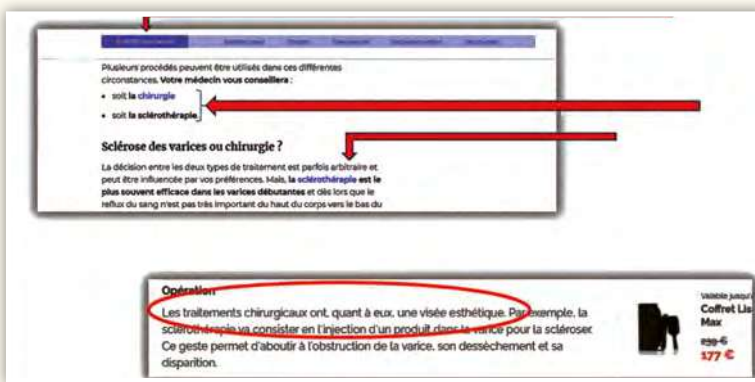 Plusieurs procédés peuvent être utilisés dans ces différentes
circonstances. Votre médecin vous conseillera :
• soit la chirurgie
• soit la sclérothérapie
Sclérose des varices ou chirurgie ?
La décision entre les deux types de traitement est parfois arbitraire et
peut être influencée par vos préférences. Mais, la sclérothérapie est le
plus souvent efficace dans les varices débutantes et dès lors que le
reflux du sang n'est pas très important du haut du corps vers le bas du
Opération
Les traitements chirurgicaux ont, quant à eux, une visée esthétique. Par exemple, la
sclérothérapie va consister en l'injection d'un produit dans la varice pour la scléroser.
Ce geste permet d'aboutir à l'obstruction de la varice, son dessèchement et sa
disparition.
Valable jusqu'
Coffret Lis
Max
239 €
177 €